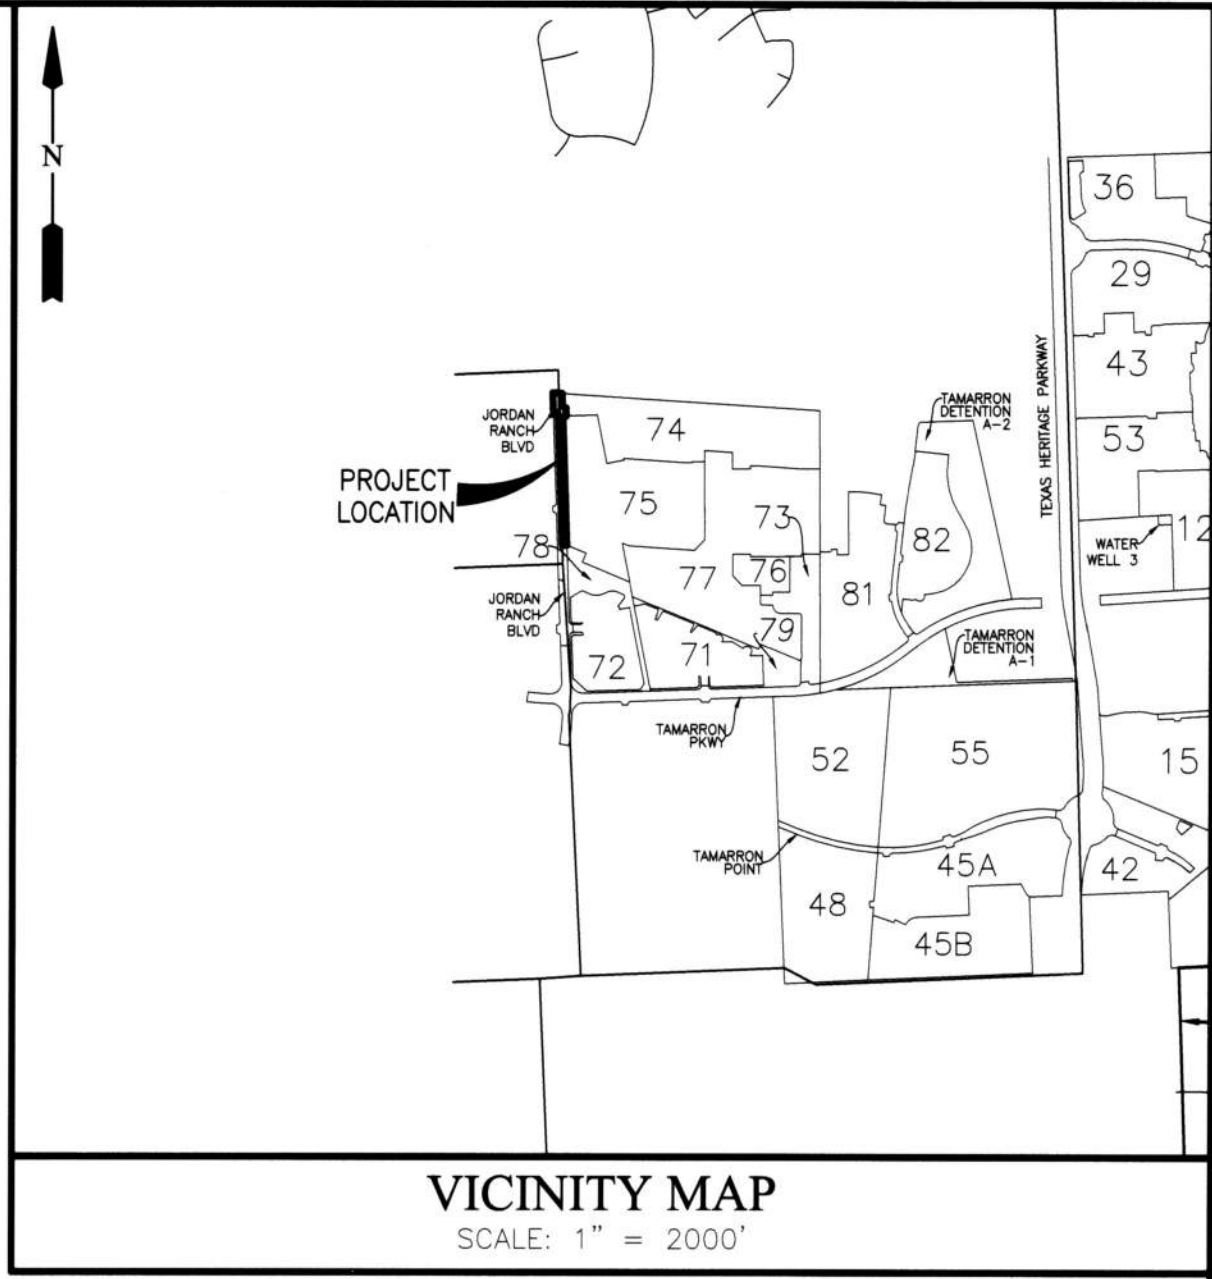 N
36
29
43
53
12
TEXAS HERITAGE PARKWAY
WATER
WELL 3
TAMARRON
DETENTION
A-2
JORDAN
RANCH
BLVD
74
PROJECT
LOCATION
75
73
82
78
77
76
81
JORDAN
RANCH
BLVD
79
72
71
TAMARRON
DETENTION
A-1
TAMARRON
PKWY
52
55
15
TAMARRON
POINT
45A
42
48
45B
VICINITY MAP
SCALE: 1" = 2000'